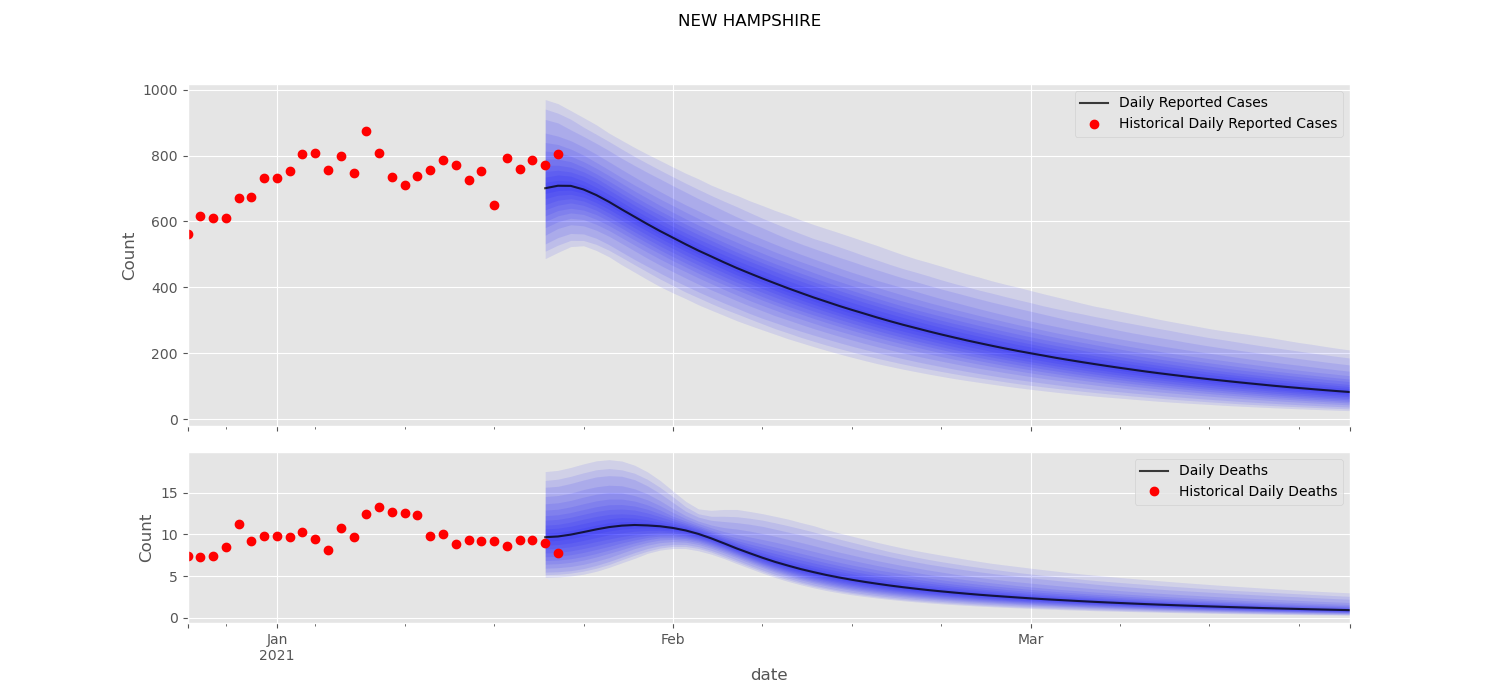 NEW HAMPSHIRE
1000
800
600
400
200
0
Count
Daily Reported Cases
Historical Daily Reported Cases
15
10
5
0
Count
Daily Deaths
Historical Daily Deaths
Jan
2021
Feb
Mar
date